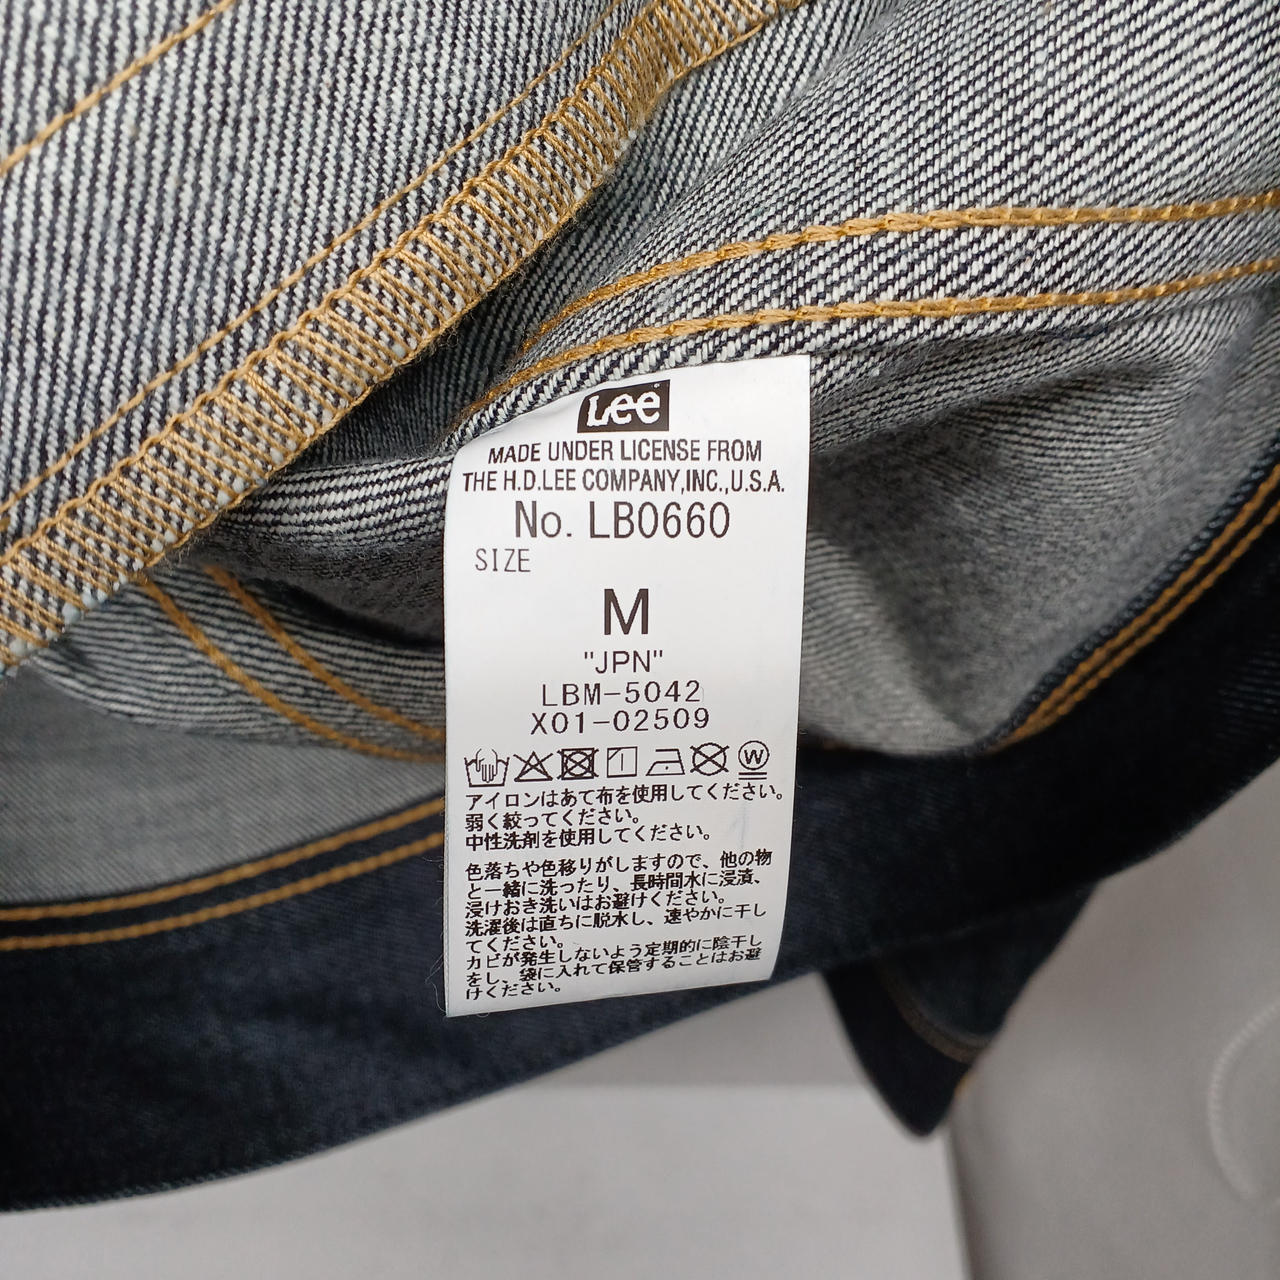 Lee
MADE UNDER LICENSE FROM
THE H.D.LEE COMPANY,INC.,U.S.A.
No. LB0660
SIZE
M
"JPN"
LBM-5042
X01-02509
W
アイロンはあて布を使用してください。
弱く絞ってください。
中性洗剤を使用してください。
色落ちや色移りがしますので、他の物
と一緒に洗ったり、長時間水に浸漬、
浸けおき洗いはお避けください。
洗濯後は直ちに脱水し、速やかに干し
てください。
カビが発生しないよう定期的に陰干し
をし、袋に入れて保管することはお避
けください。